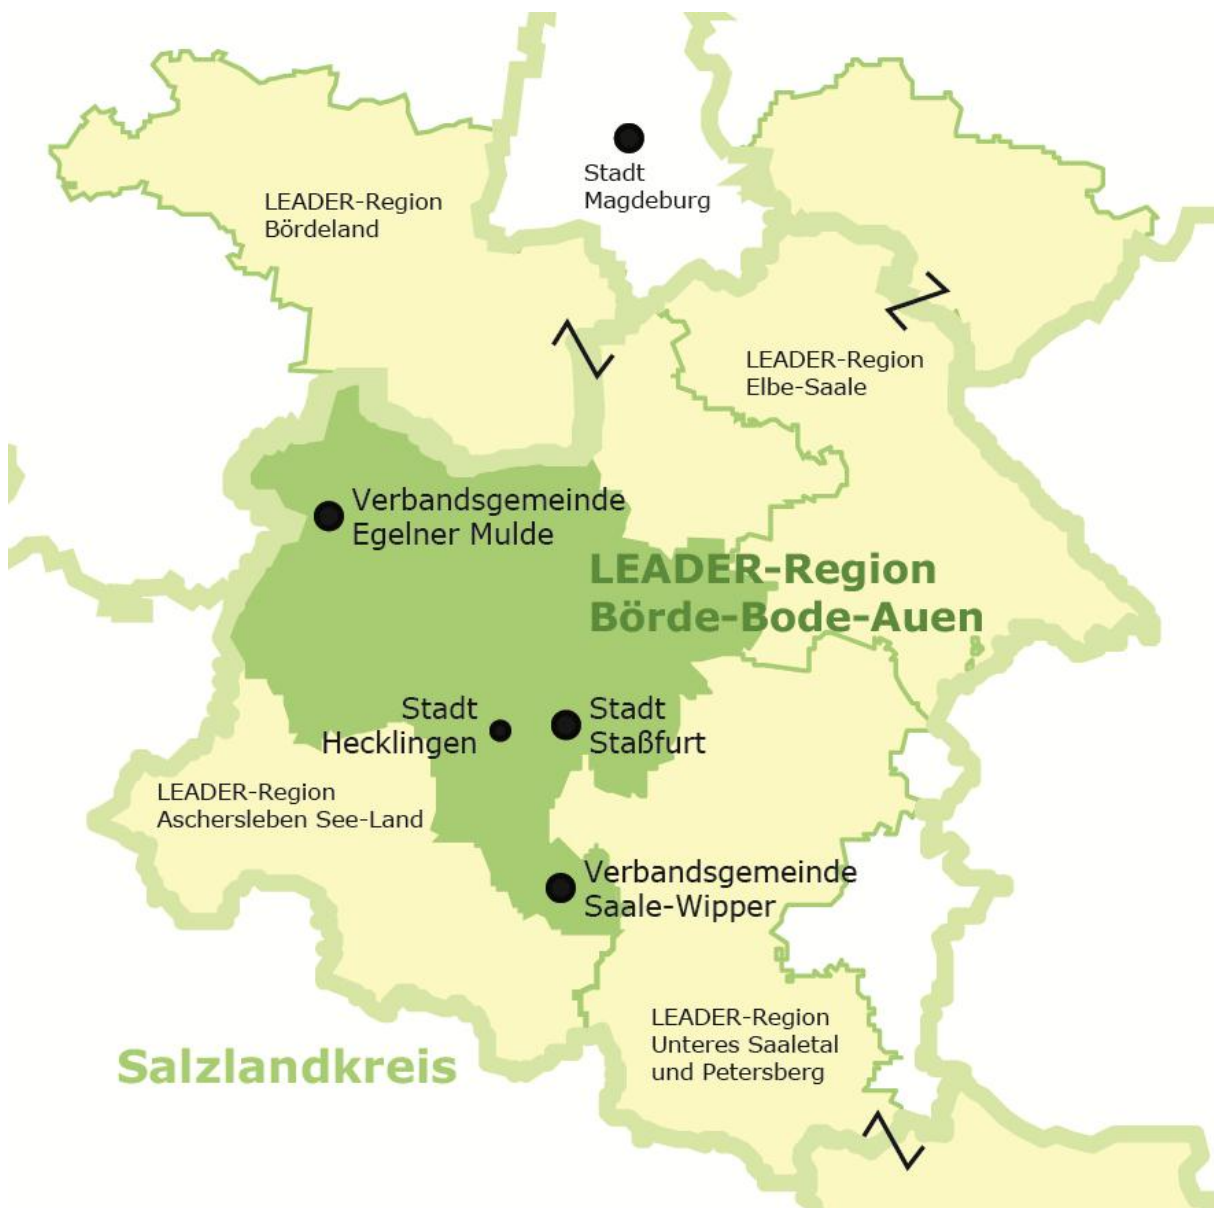 Stadt
Magdeburg
LEADER-Region
Bördeland
LEADER-Region
Elbe-Saale
Verbandsgemeinde
Egelner Mulde
LEADER-Region
Börde-Bode-Auen
Stadt
Hecklingen
Stadt
Staßfurt
LEADER-Region
Aschersleben See-Land
Verbandsgemeinde
Saale-Wipper
LEADER-Region
Unteres Saaletal
und Petersberg
Salzlandkreis